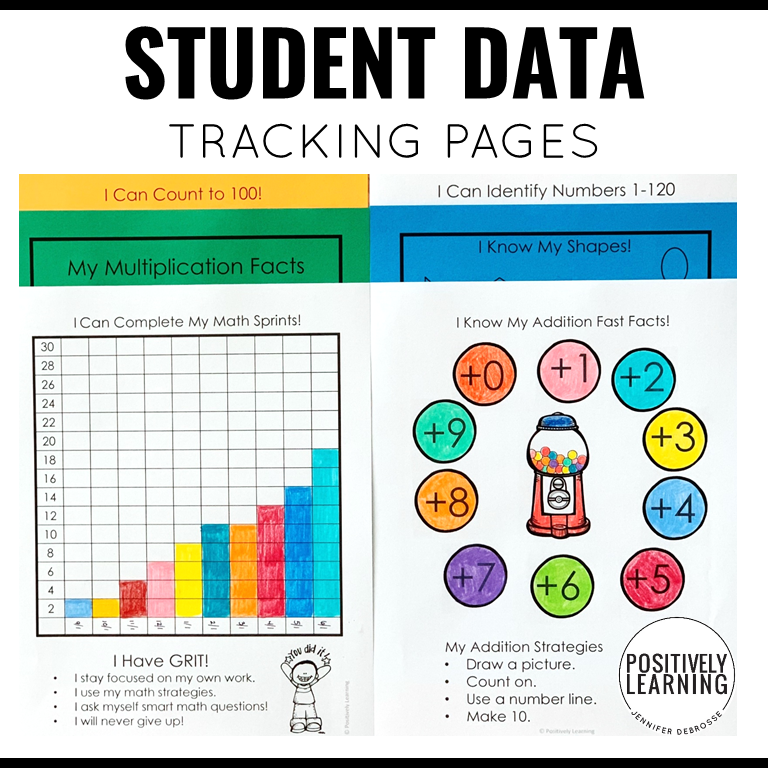 STUDENT DATA
TRACKING PAGES
I Can Count to 100!
I Can Identify Numbers 1-120
My Multiplication Facts
I Know My Shapes!
I Can Complete My Math Sprints!
30
28
26
24
22
20
18
16
14
12
10
8
6
4
2
I Have GRIT!
• I stay focused on my own work.
• I use my math strategies.
• I ask myself smart math questions!
• I will never give up!
You did it!
© Positively Learning
I Know My Addition Fast Facts!
+0
+1
+2
+3
+4
+5
+6
+7
+8
+9
My Addition Strategies
• Draw a picture.
• Count on.
• Use a number line.
• Make 10.
© Positively Learning
POSITIVELY
LEARNING
JENNIFER DEBROSSE